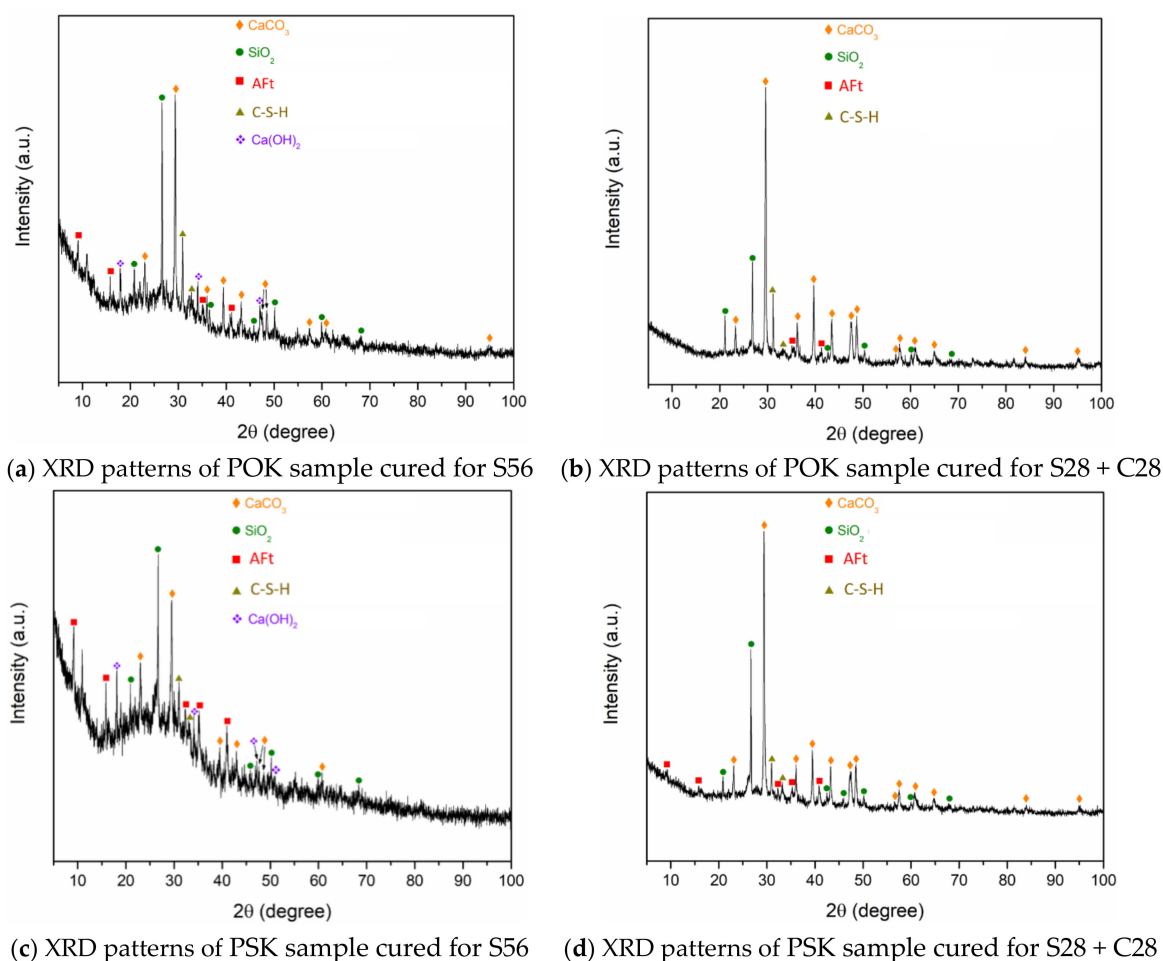 CaCO3
SiO2
AFt
C-S-H
Ca(OH)2
Intensity (a.u.)
10 20 30 40 50 60 70 80 90 100
2θ (degree)
(a) XRD patterns of POK sample cured for S56
CaCO3
SiO2
AFt
C-S-H
Intensity (a.u.)
10 20 30 40 50 60 70 80 90 100
2θ (degree)
(b) XRD patterns of POK sample cured for S28 + C28
CaCO3
SiO2
AFt
C-S-H
Ca(OH)2
Intensity (a.u.)
10 20 30 40 50 60 70 80 90 100
2θ (degree)
(c) XRD patterns of PSK sample cured for S56
CaCO3
SiO2
AFt
C-S-H
Intensity (a.u.)
10 20 30 40 50 60 70 80 90 100
2θ (degree)
(d) XRD patterns of PSK sample cured for S28 + C28